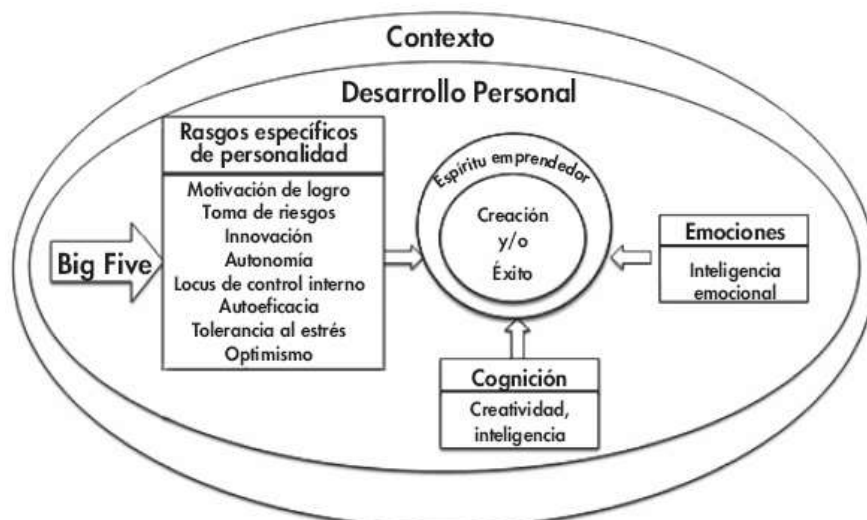 Contexto
Desarrollo Personal
Rasgos específicos
de personalidad
Motivación de logro
Toma de riesgos
Innovación
Autonomía
Locus de control interno
Autoeficacia
Tolerancia al estrés
Optimismo
Big Five
Espíritu emprendedor
Creación
y/o
Éxito
Emociones
Inteligencia
emocional
Cognición
Creatividad,
inteligencia